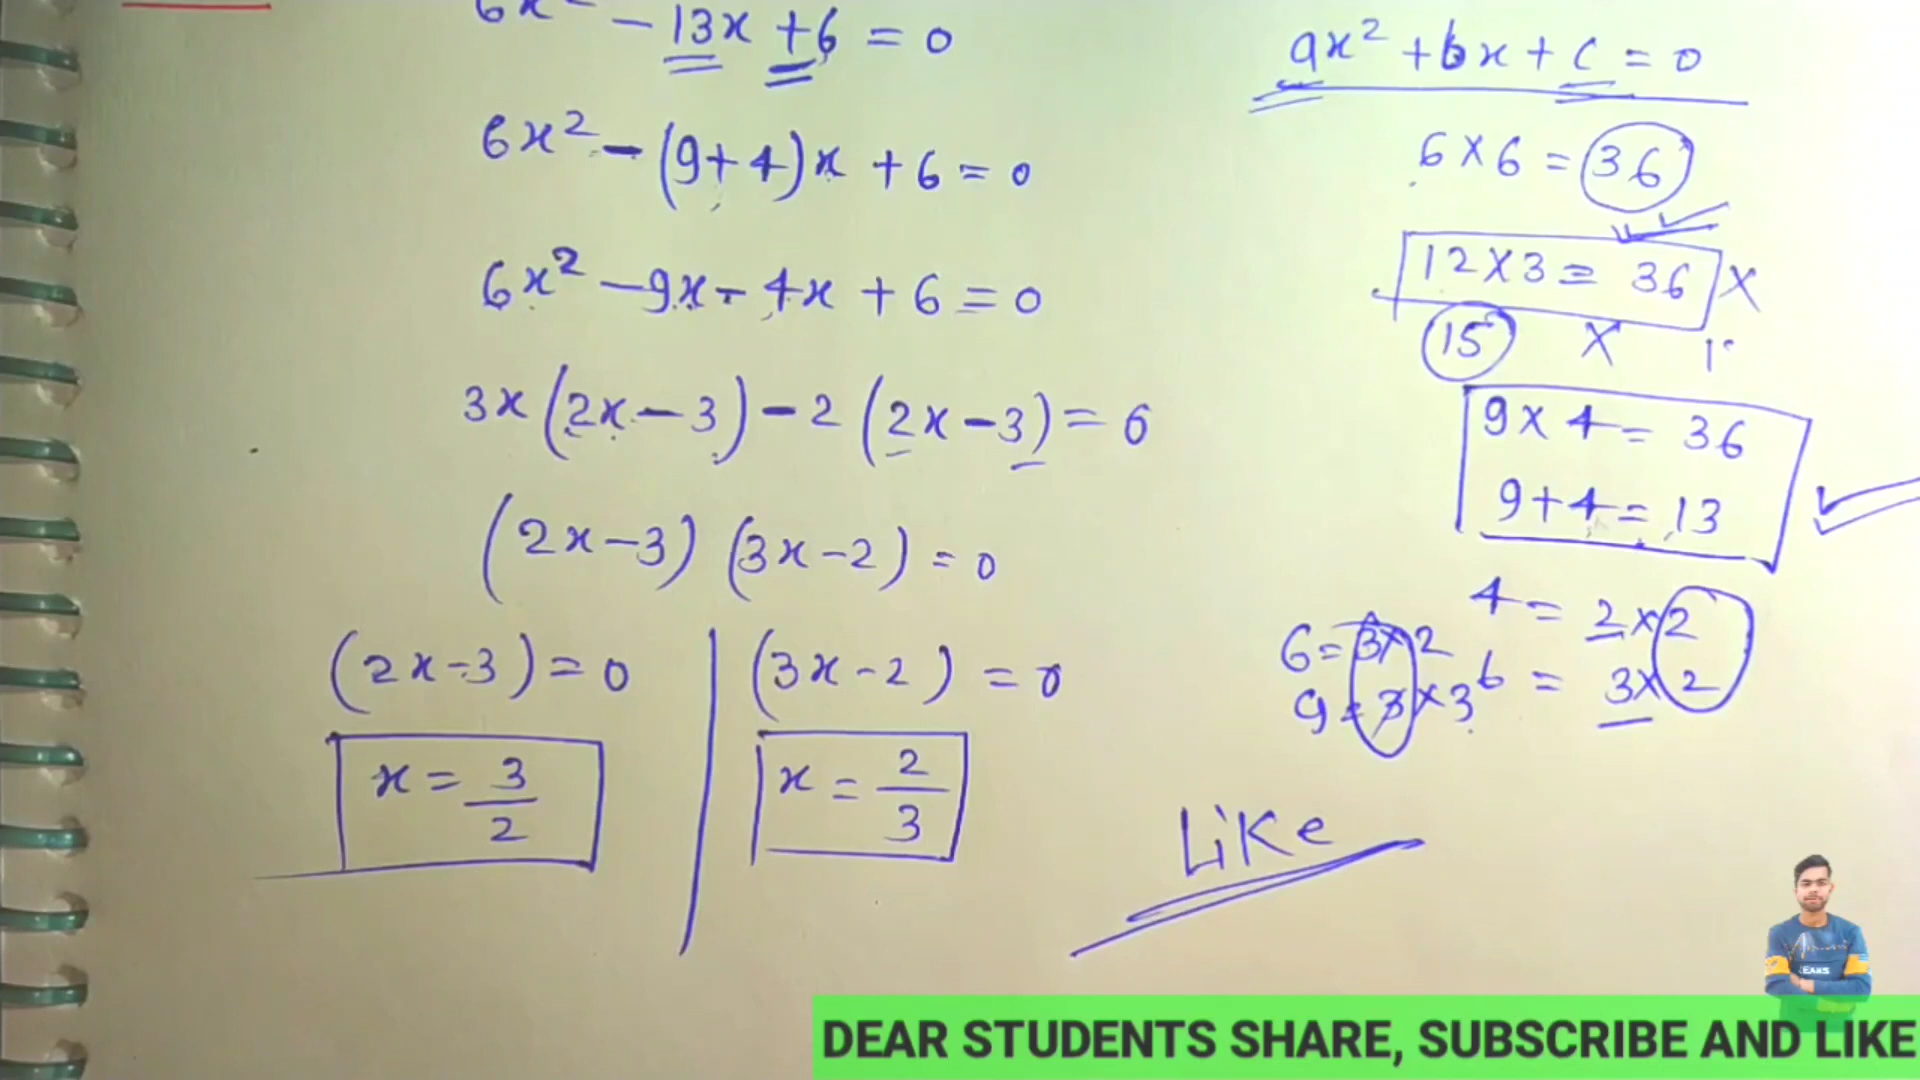 6x² - 13x + 6 = 0
6x² - (9+4)x + 6 = 0
6x² - 9x - 4x + 6 = 0
3x(2x-3) - 2(2x-3) = 6
(2x-3) (3x-2) = 0
(2x-3) = 0
x = 3/2
(3x-2) = 0
x = 2/3
ax² + bx + c = 0
6×6 = 36
12×3 = 36 ×
15 ×
9×4 = 36
9+4 = 13
4 = 2×2
6 = 3×2
6 = 3×2
9 = 3×3
Like
EAKS
DEAR STUDENTS SHARE, SUBSCRIBE AND LIKE